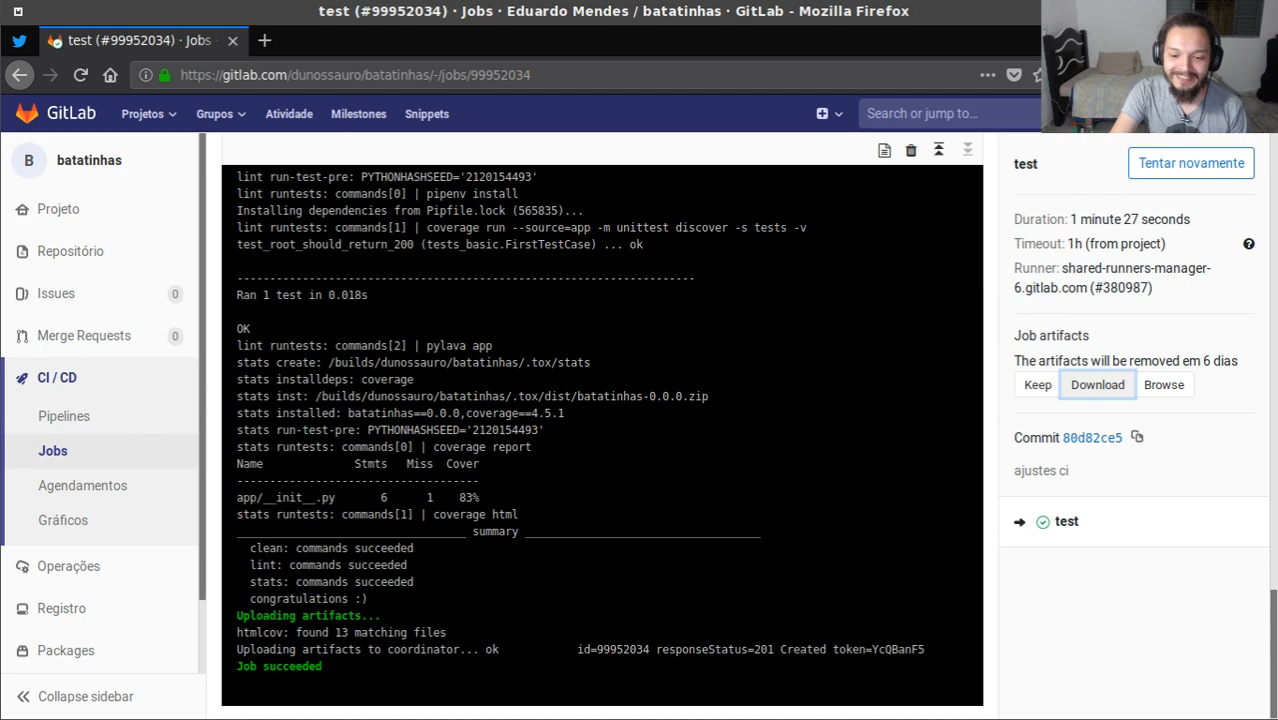 test (#99952034) · Jobs · Eduardo Mendes / batatinhas · GitLab - Mozilla Firefox
test (#99952034) · Jobs
https://gitlab.com/dunossauro/batatinhas/-/jobs/99952034
GitLab
Projetos
Grupos
Atividade
Milestones
Snippets
Search or jump to...
B
batatinhas
Projeto
Repositório
Issues
0
Merge Requests
0
CI / CD
Pipelines
Jobs
Agendamentos
Gráficos
Operações
Registro
Packages
Collapse sidebar
lint run-test-pre: PYTHONHASHSEED='2120154493'
lint runtests: commands[0] | pipenv install
Installing dependencies from Pipfile.lock (565835)...
lint runtests: commands[1] | coverage run --source=app -m unittest discover -s tests -v
test_root_should_return_200 (tests_basic.FirstTestCase) ... ok
----------------------------------------------------------------------
Ran 1 test in 0.018s
OK
lint runtests: commands[2] | pylava app
stats create: /builds/dunossauro/batatinhas/.tox/stats
stats installdeps: coverage
stats inst: /builds/dunossauro/batatinhas/.tox/dist/batatinhas-0.0.0.zip
stats installed: batatinhas==0.0.0,coverage==4.5.1
stats run-test-pre: PYTHONHASHSEED='2120154493'
stats runtests: commands[0] | coverage report
Name Stmts Miss Cover
-------------------------------------
app/__init__.py 6 1 83%
stats runtests: commands[1] | coverage html
___________________________________ summary ____________________________________
clean: commands succeeded
lint: commands succeeded
stats: commands succeeded
congratulations :)
Uploading artifacts...
htmlcov: found 13 matching files
Uploading artifacts to coordinator... ok id=99952034 responseStatus=201 Created token=YcQBanF5
Job succeeded
test
Tentar novamente
Duration: 1 minute 27 seconds
Timeout: 1h (from project)
Runner: shared-runners-manager-
6.gitlab.com (#380987)
Job artifacts
The artifacts will be removed em 6 dias
Keep
Download
Browse
Commit 80d82ce5
ajustes ci
test